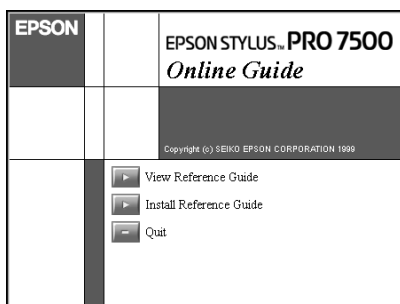 EPSON
EPSON STYLUS™ PRO 7500
Online Guide
Copyright (c) SEIKO EPSON CORPORATION 1999
View Reference Guide
Install Reference Guide
Quit